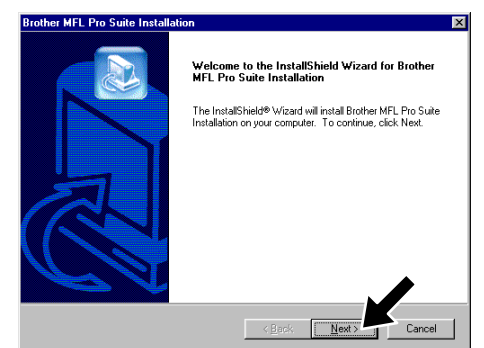 Brother MFL Pro Suite Installation
Welcome to the InstallShield Wizard for Brother
MFL Pro Suite Installation
The InstallShield® Wizard will install Brother MFL Pro Suite
Installation on your computer. To continue, click Next.
< Back Next > Cancel